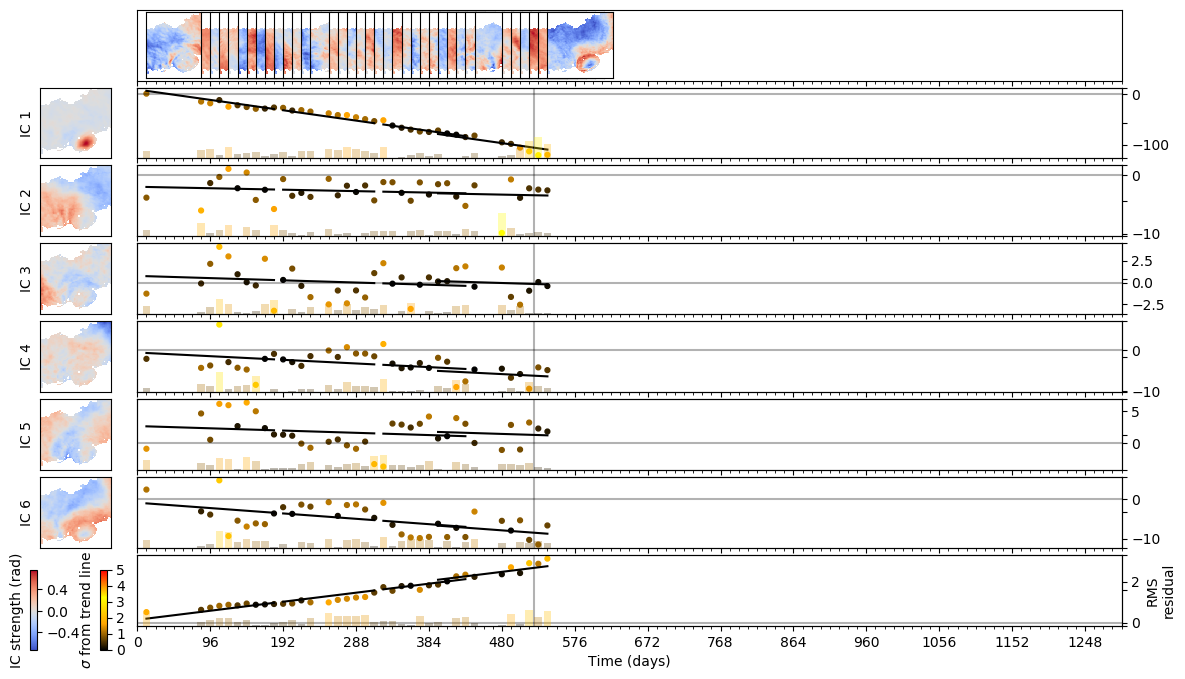 IC 1
0
−100
IC 2
0
−10
IC 3
2.5
0.0
−2.5
IC 4
0
−10
IC 5
5
0
IC 6
0
−10
IC strength (rad)
0.4
0.0
−0.4
σ from trend line
5
4
3
2
1
0
2
0
RMS
residual
0 96 192 288 384 480 576 672 768 864 960 1056 1152 1248
Time (days)